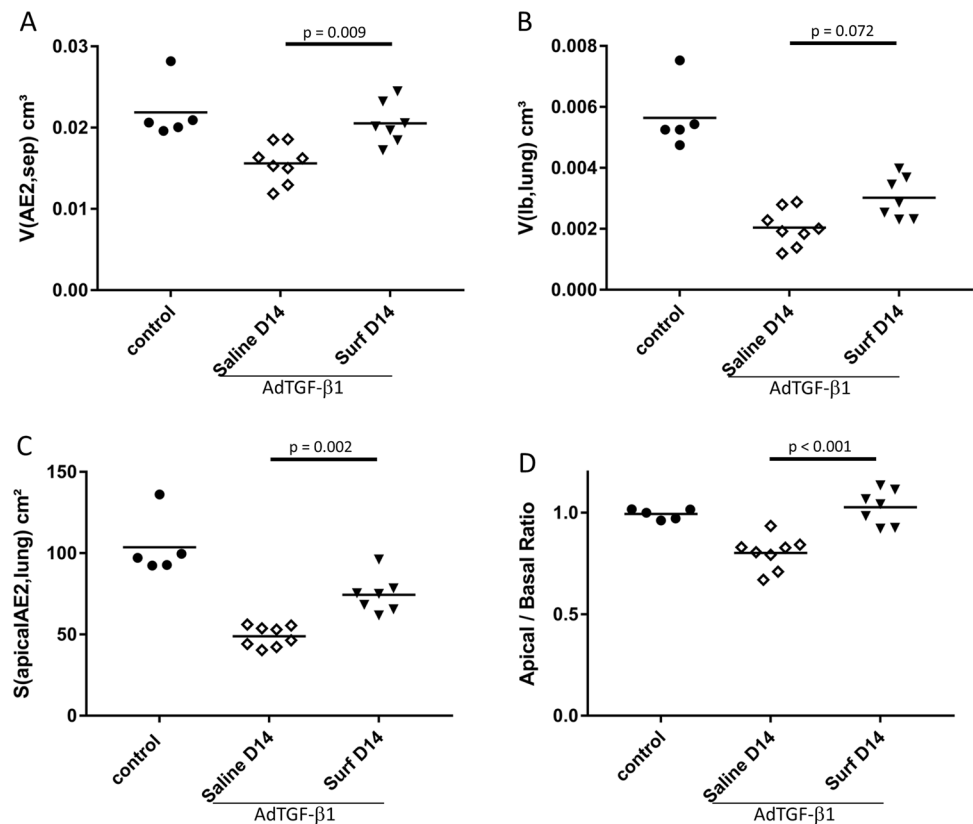 A
p = 0.009
V(AE2,sep) cm³
0.03
0.02
0.01
0.00
control
Saline D14
Surf D14
AdTGF-β1
B
p = 0.072
V(lb,lung) cm³
0.008
0.006
0.004
0.002
0.000
control
Saline D14
Surf D14
AdTGF-β1
C
p = 0.002
S(apicalAE2,lung) cm²
150
100
50
0
control
Saline D14
Surf D14
AdTGF-β1
D
p < 0.001
Apical / Basal Ratio
1.0
0.5
0.0
control
Saline D14
Surf D14
AdTGF-β1